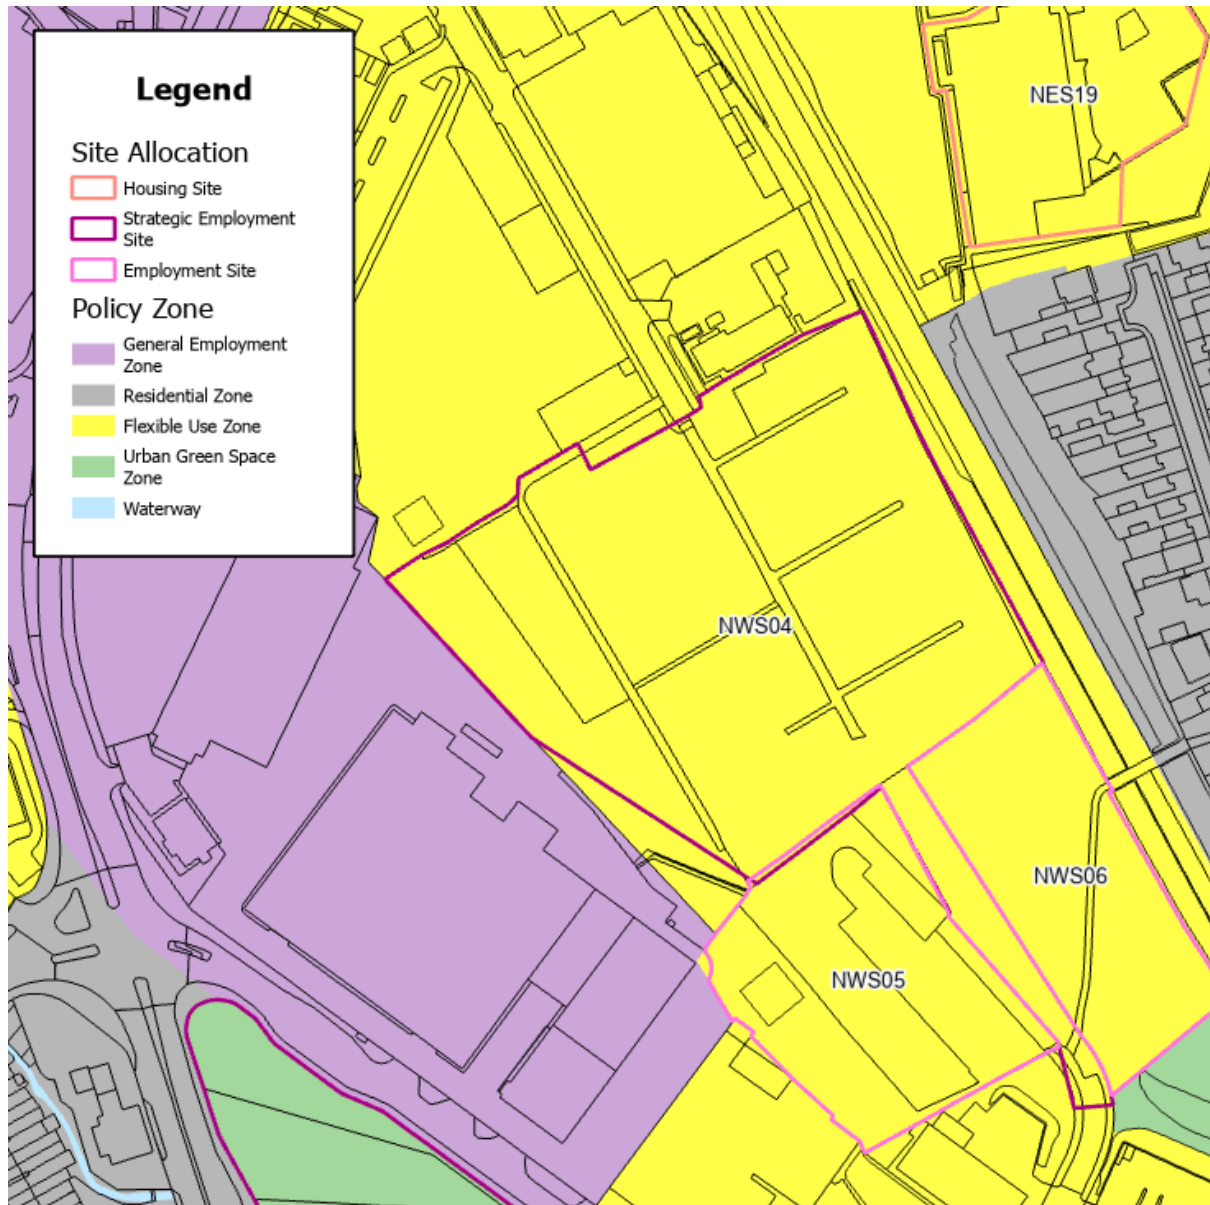 Legend
Site Allocation
Housing Site
Strategic Employment
Site
Employment Site
Policy Zone
General Employment
Zone
Residential Zone
Flexible Use Zone
Urban Green Space
Zone
Waterway
NES19
NWS04
NWS06
NWS05